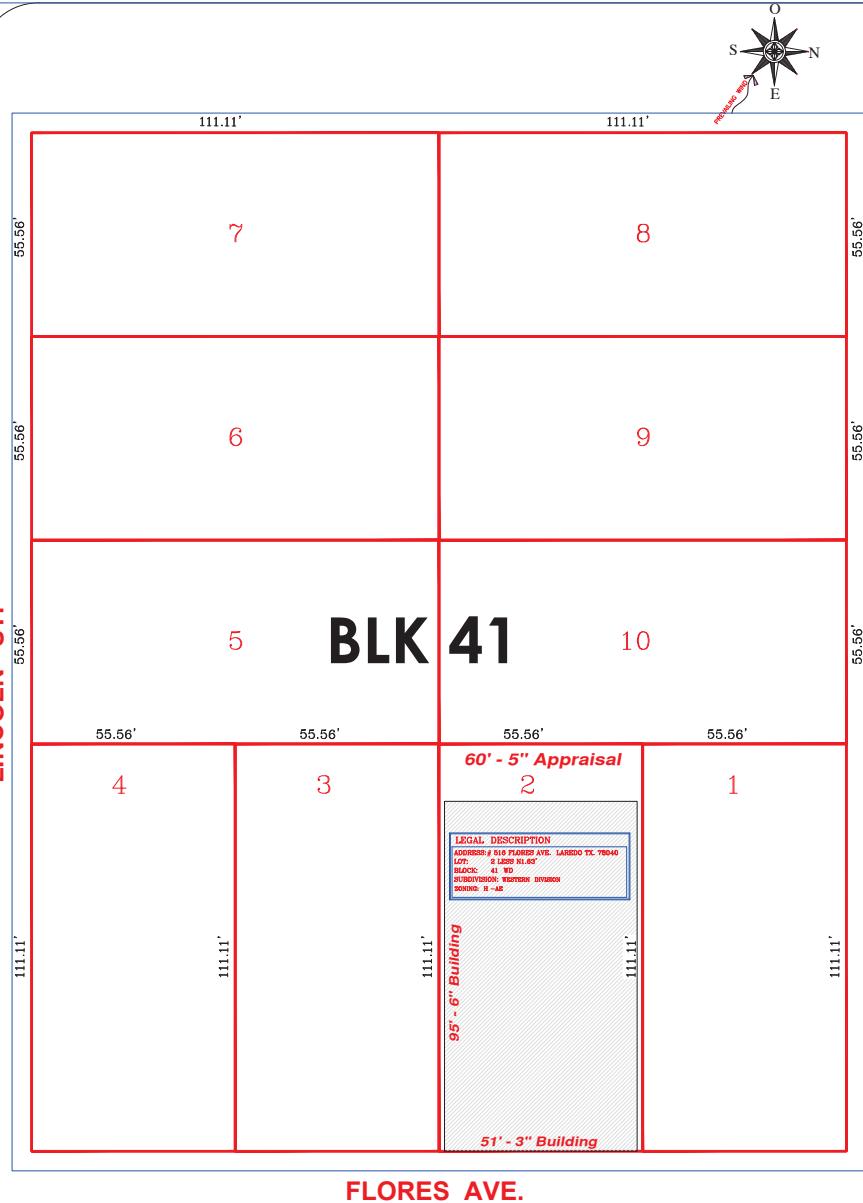 O
S
N
E
PREVAILING WIND
111.11'
111.11'
55.56'
7
8
55.56'
55.56'
6
9
55.56'
55.56'
5
BLK 41
10
55.56'
55.56'
55.56'
55.56'
55.56'
60' - 5" Appraisal
4
3
2
1
LEGAL DESCRIPTION
ADDRESS: # 516 FLORES AVE. LAREDO TX. 78040
LOT: 2 LESS N1.63'
BLOCK: 41 WD
SUBDIVISION: WESTERN DIVISION
ZONING: H -AE
111.11'
111.11'
111.11'
95' - 6" Building
111.11'
111.11'
51' - 3" Building
FLORES AVE.